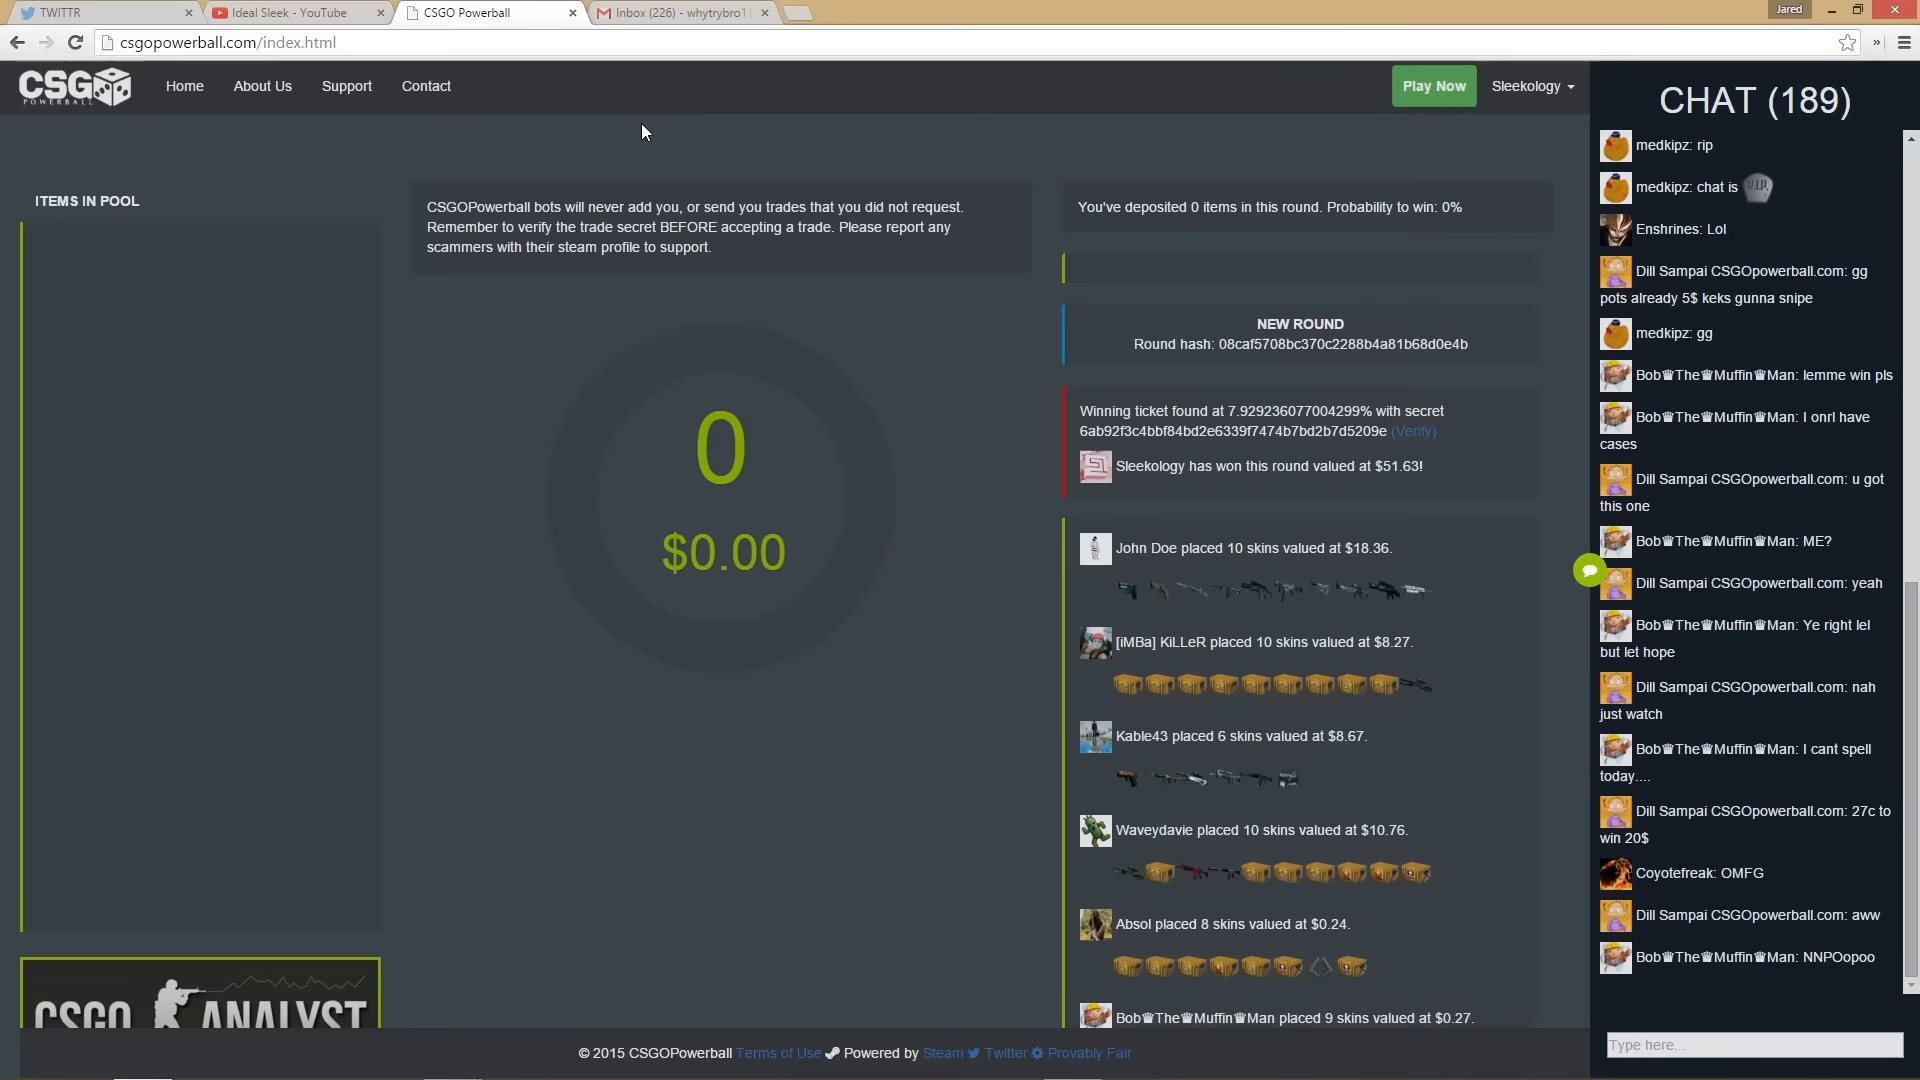 TWITTR
Ideal Sleek - YouTube
CSGO Powerball
Inbox (226) - whytrybro11
Jared
csgopowerball.com/index.html
CSGO
POWERBALL
Home
About Us
Support
Contact
Play Now
Sleekology
ITEMS IN POOL
CSGOPowerball bots will never add you, or send you trades that you did not request.
Remember to verify the trade secret BEFORE accepting a trade. Please report any
scammers with their steam profile to support.
0
$0.00
You've deposited 0 items in this round. Probability to win: 0%
NEW ROUND
Round hash: 08caf5708bc370c2288b4a81b68d0e4b
Winning ticket found at 7.929236077004299% with secret
6ab92f3c4bbf84bd2e6339f7474b7bd2b7d5209e (Verify)
Sleekology has won this round valued at $51.63!
John Doe placed 10 skins valued at $18.36.
[iMBa] KiLLeR placed 10 skins valued at $8.27.
Kable43 placed 6 skins valued at $8.67.
Waveydavie placed 10 skins valued at $10.76.
Absol placed 8 skins valued at $0.24.
Bob♛The♛Muffin♛Man placed 9 skins valued at $0.27.
CSGO ANALYST
© 2015 CSGOPowerball Terms of Use Powered by Steam Twitter Provably Fair
CHAT (189)
medkipz: rip
medkipz: chat is R.I.P.
Enshrines: Lol
Dill Sampai CSGOpowerball.com: gg
pots already 5$ keks gunna snipe
medkipz: gg
Bob♛The♛Muffin♛Man: lemme win pls
Bob♛The♛Muffin♛Man: I onrl have
cases
Dill Sampai CSGOpowerball.com: u got
this one
Bob♛The♛Muffin♛Man: ME?
Dill Sampai CSGOpowerball.com: yeah
Bob♛The♛Muffin♛Man: Ye right lel
but let hope
Dill Sampai CSGOpowerball.com: nah
just watch
Bob♛The♛Muffin♛Man: I cant spell
today....
Dill Sampai CSGOpowerball.com: 27c to
win 20$
Coyotefreak: OMFG
Dill Sampai CSGOpowerball.com: aww
Bob♛The♛Muffin♛Man: NNPOopoo
Type here...